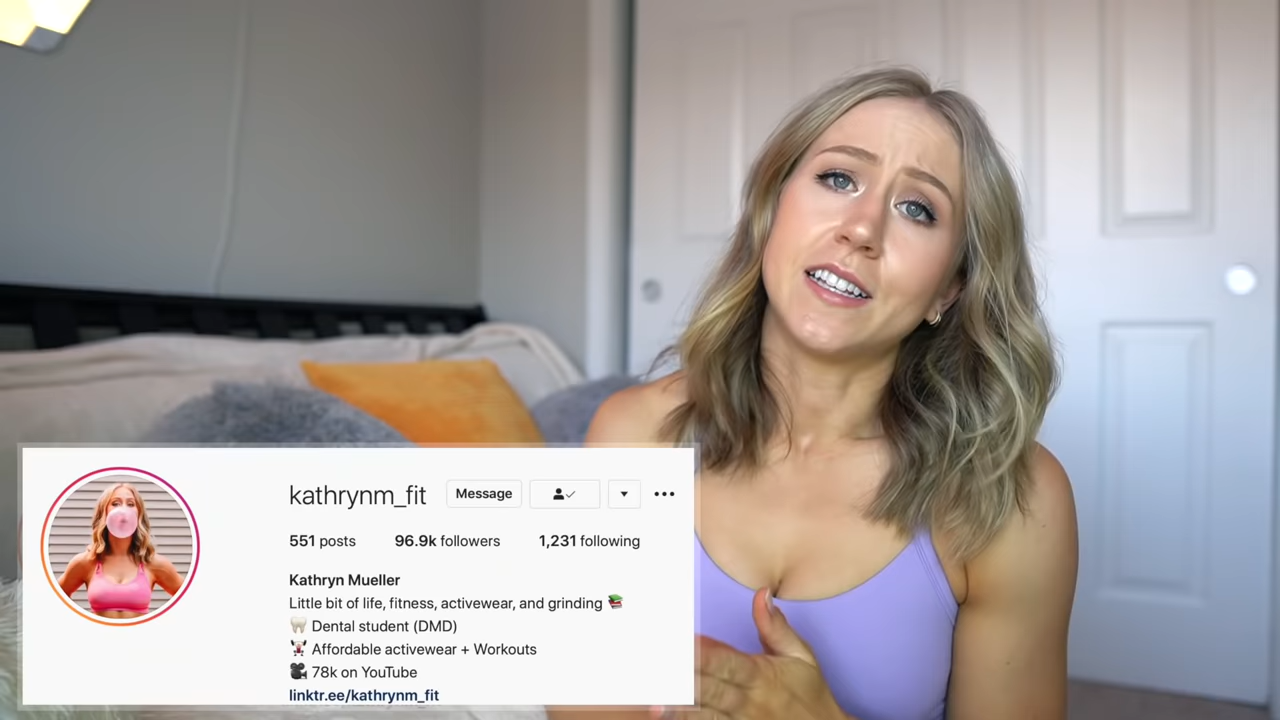 kathrynm_fit Message
551 posts 96.9k followers 1,231 following
Kathryn Mueller
Little bit of life, fitness, activewear, and grinding 📚
🦷 Dental student (DMD)
🏋️ Affordable activewear + Workouts
🎥 78k on YouTube
linktr.ee/kathrynm_fit